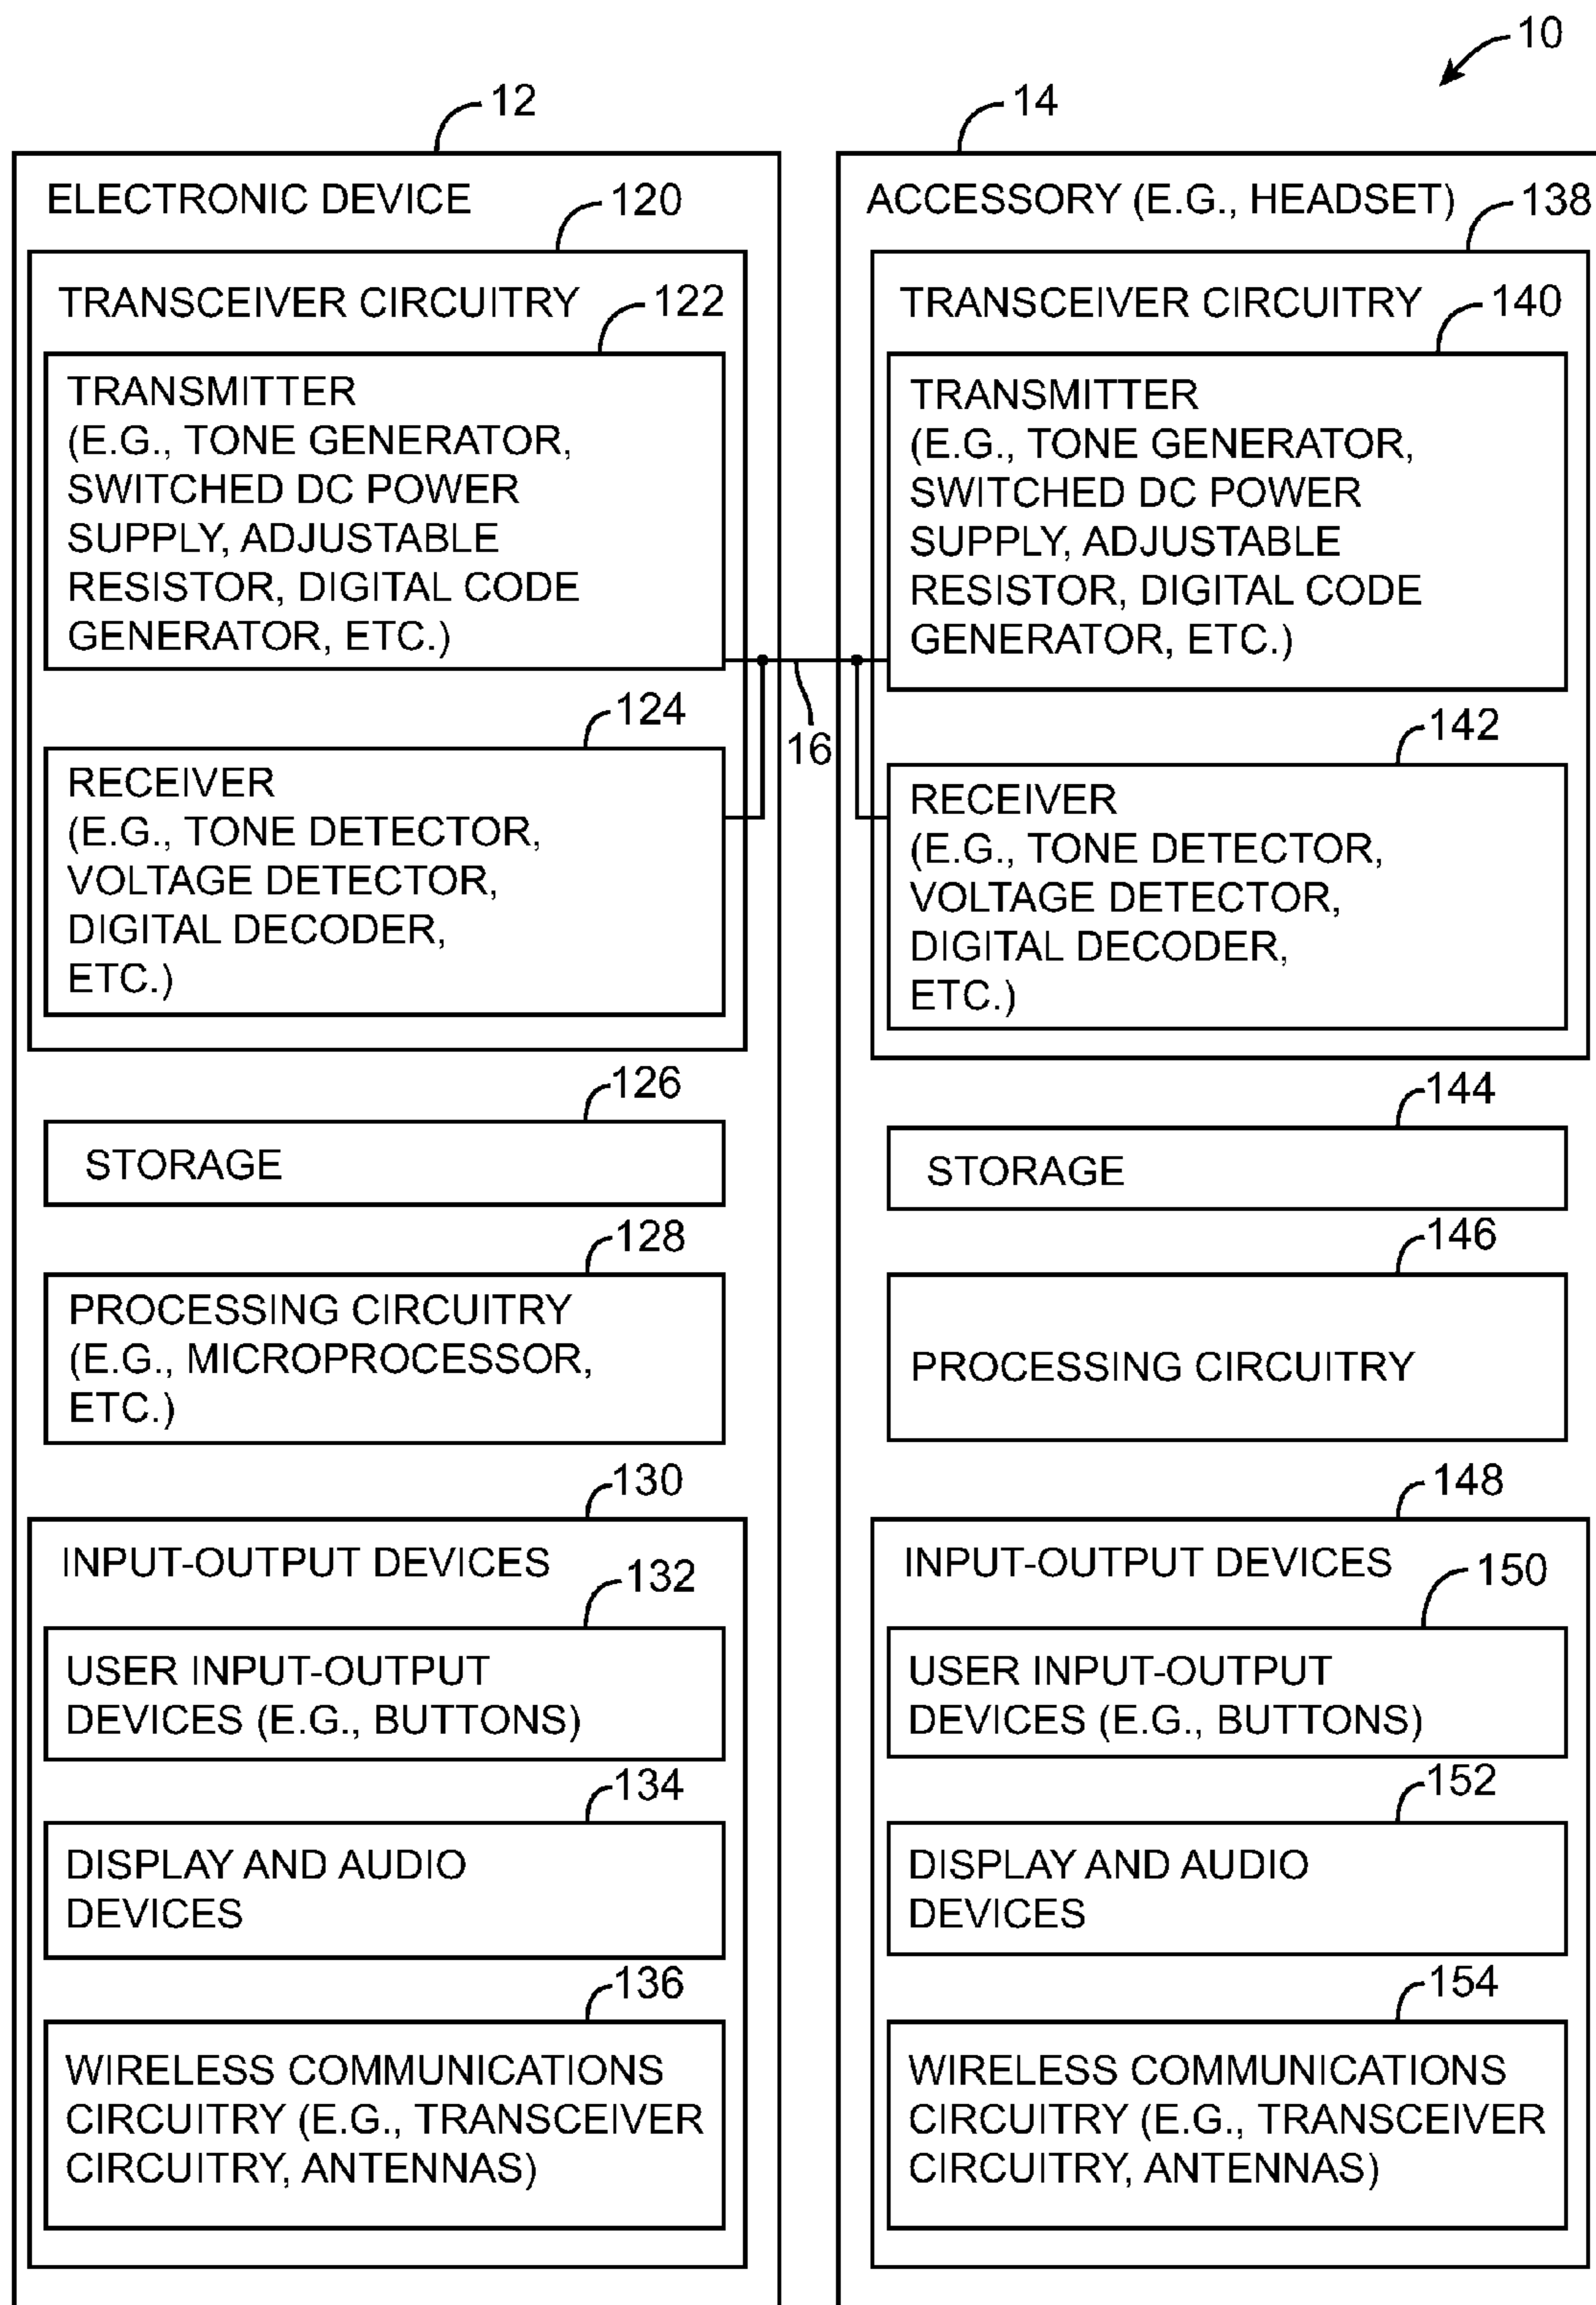 10
12
ELECTRONIC DEVICE
120
TRANSCEIVER CIRCUITRY
122
TRANSMITTER
(E.G., TONE GENERATOR,
SWITCHED DC POWER
SUPPLY, ADJUSTABLE
RESISTOR, DIGITAL CODE
GENERATOR, ETC.)
124
RECEIVER
(E.G., TONE DETECTOR,
VOLTAGE DETECTOR,
DIGITAL DECODER,
ETC.)
126
STORAGE
128
PROCESSING CIRCUITRY
(E.G., MICROPROCESSOR,
ETC.)
130
INPUT-OUTPUT DEVICES
132
USER INPUT-OUTPUT
DEVICES (E.G., BUTTONS)
134
DISPLAY AND AUDIO
DEVICES
136
WIRELESS COMMUNICATIONS
CIRCUITRY (E.G., TRANSCEIVER
CIRCUITRY, ANTENNAS)
16
14
ACCESSORY (E.G., HEADSET)
138
TRANSCEIVER CIRCUITRY
140
TRANSMITTER
(E.G., TONE GENERATOR,
SWITCHED DC POWER
SUPPLY, ADJUSTABLE
RESISTOR, DIGITAL CODE
GENERATOR, ETC.)
142
RECEIVER
(E.G., TONE DETECTOR,
VOLTAGE DETECTOR,
DIGITAL DECODER,
ETC.)
144
STORAGE
146
PROCESSING CIRCUITRY
148
INPUT-OUTPUT DEVICES
150
USER INPUT-OUTPUT
DEVICES (E.G., BUTTONS)
152
DISPLAY AND AUDIO
DEVICES
154
WIRELESS COMMUNICATIONS
CIRCUITRY (E.G., TRANSCEIVER
CIRCUITRY, ANTENNAS)